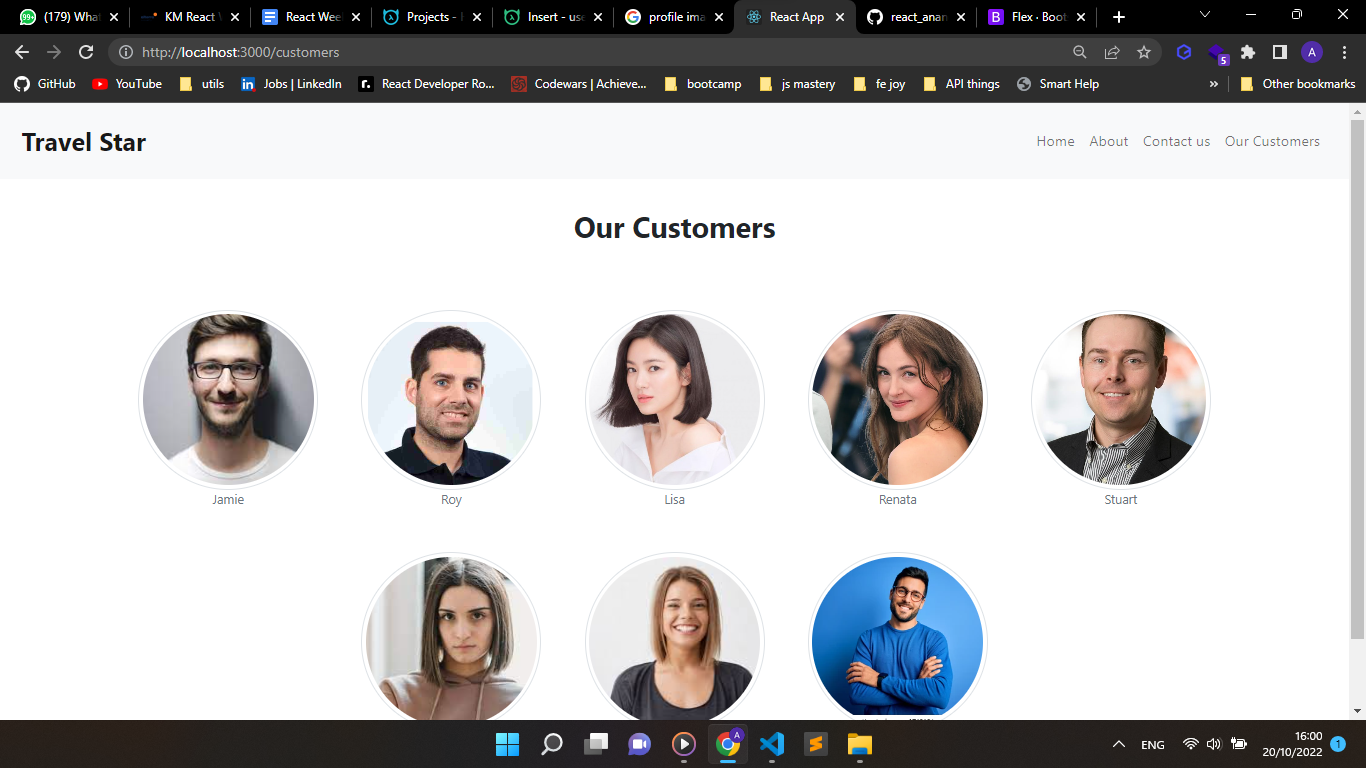 (179) What
KM React
React Wee
Projects -
Insert - use
profile ima
React App
react_anan
Flex · Boot
http://localhost:3000/customers
A
5
GitHub
YouTube
utils
Jobs | LinkedIn
React Developer Ro...
Codewars | Achieve...
bootcamp
js mastery
fe joy
API things
Smart Help
»
Other bookmarks
Travel Star
Home
About
Contact us
Our Customers
Our Customers
Jamie
Roy
Lisa
Renata
Stuart
ENG
16:00
20/10/2022
1